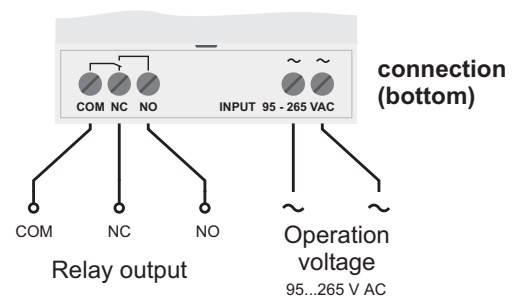 ~ ~
COM NC NO INPUT 95 - 265 VAC
connection
(bottom)
~ ~
COM NC NO
Relay output
Operation
voltage
95...265 V AC